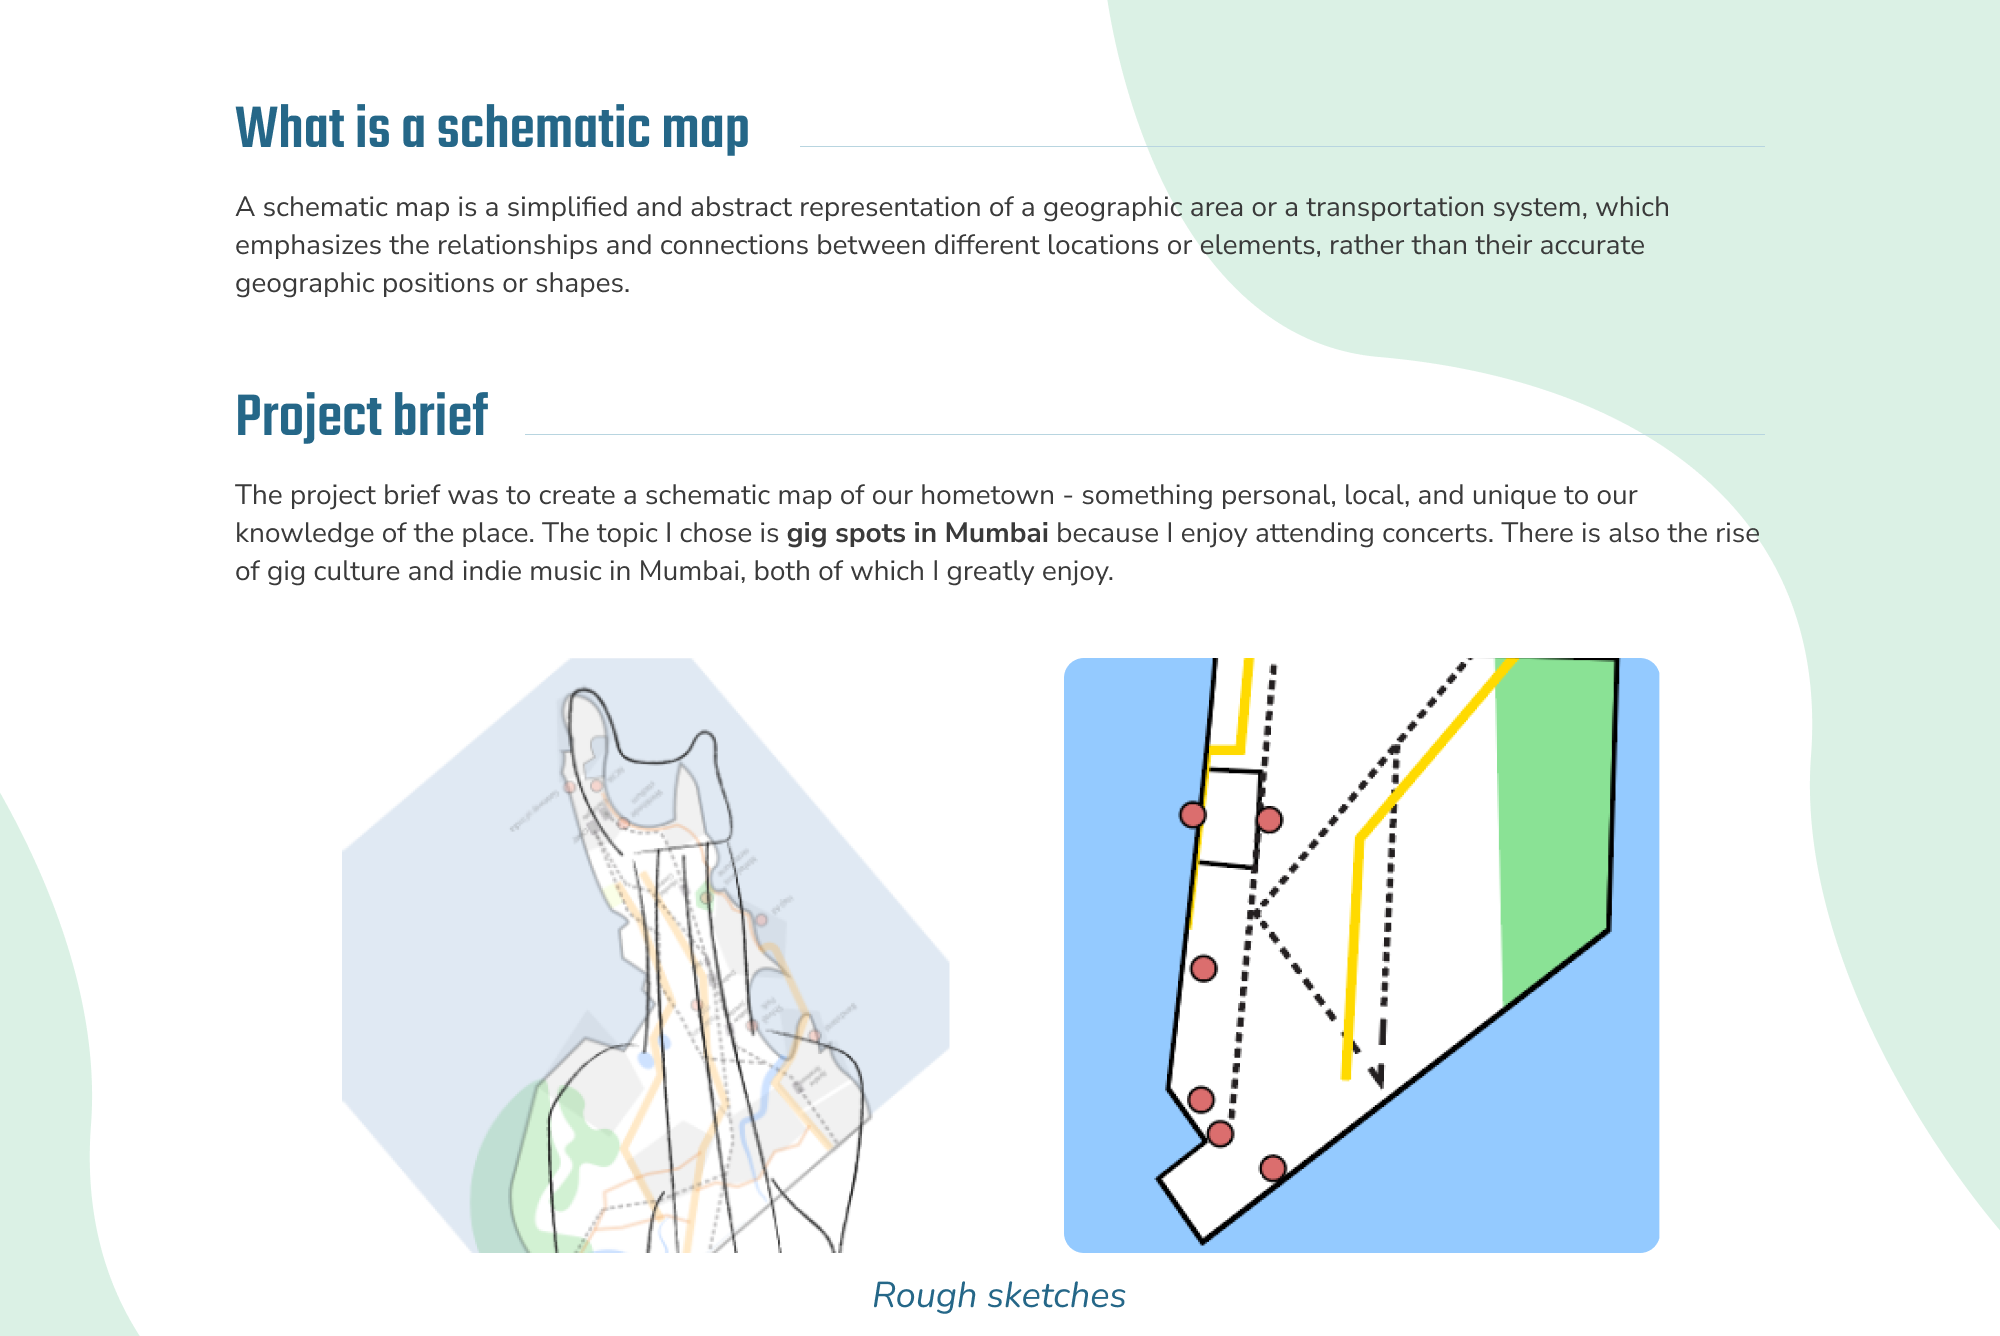 What is a schematic map
A schematic map is a simplified and abstract representation of a geographic area or a transportation system, which
emphasizes the relationships and connections between different locations or elements, rather than their accurate
geographic positions or shapes.
Project brief
The project brief was to create a schematic map of our hometown - something personal, local, and unique to our
knowledge of the place. The topic I chose is gig spots in Mumbai because I enjoy attending concerts. There is also the rise
of gig culture and indie music in Mumbai, both of which I greatly enjoy.
Rough sketches